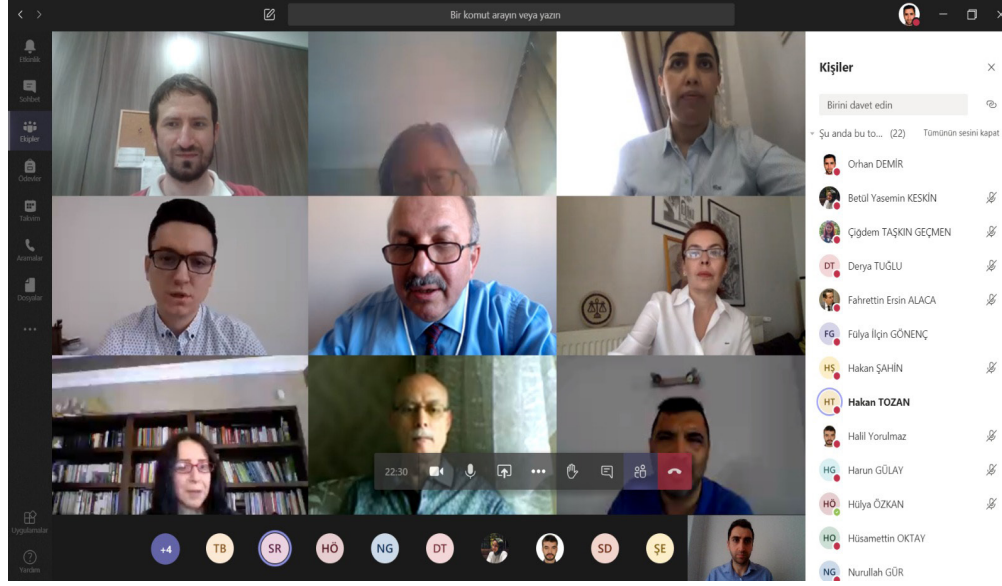 Bir komut arayın veya yazın
Etkinlik
Sohbet
Ekipler
Ödevler
Takvim
Aramalar
Dosyalar
Uygulamalar
Yardım
22:30
+4
TB
SR
HÖ
NG
DT
SD
ŞE
Kişiler
Birini davet edin
Şu anda bu to... (22) Tümünün sesini kapat
Orhan DEMİR
Betül Yasemin KESKİN
Çiğdem TAŞKIN GEÇMEN
DT Derya TUĞLU
Fahrettin Ersin ALACA
FG Fülya İlçin GÖNENÇ
HŞ Hakan ŞAHİN
HT Hakan TOZAN
Halil Yorulmaz
HG Harun GÜLAY
HÖ Hülya ÖZKAN
HO Hüsamettin OKTAY
NG Nurullah GÜR